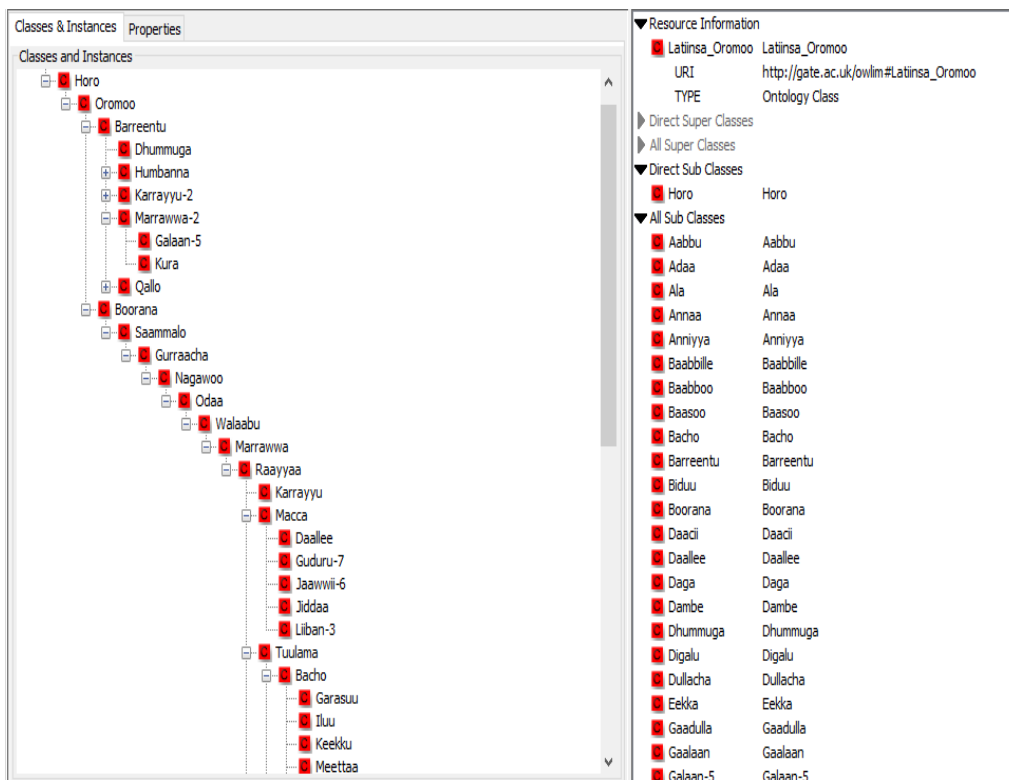 Classes & Instances Properties
Classes and Instances
Horo
Oromoo
Barreentu
Dhummuga
Humbanna
Karrayyu-2
Marrawwa-2
Galaan-5
Kura
Qallo
Boorana
Saammalo
Gurraacha
Nagawoo
Odaa
Walaabu
Marrawwa
Raayyaa
Karrayyu
Macca
Daallee
Guduru-7
Jaawwii-6
Jiddaa
Liiban-3
Tuulama
Bacho
Garasuu
Iluu
Keekku
Meettaa
Resource Information
C Latiinsa_Oromoo Latiinsa_Oromoo
URI http://gate.ac.uk/owlim#Latiinsa_Oromoo
TYPE Ontology Class
Direct Super Classes
All Super Classes
Direct Sub Classes
C Horo Horo
All Sub Classes
C Aabbu Aabbu
C Adaa Adaa
C Ala Ala
C Annaa Annaa
C Anniyya Anniyya
C Baabbille Baabbille
C Baabboo Baabboo
C Baasoo Baasoo
C Bacho Bacho
C Barreentu Barreentu
C Biduu Biduu
C Boorana Boorana
C Daacii Daacii
C Daallee Daallee
C Daga Daga
C Dambe Dambe
C Dhummuga Dhummuga
C Digalu Digalu
C Dullacha Dullacha
C Eekka Eekka
C Gaadulla Gaadulla
C Gaalaan Gaalaan
C Galaan-5 Galaan-5